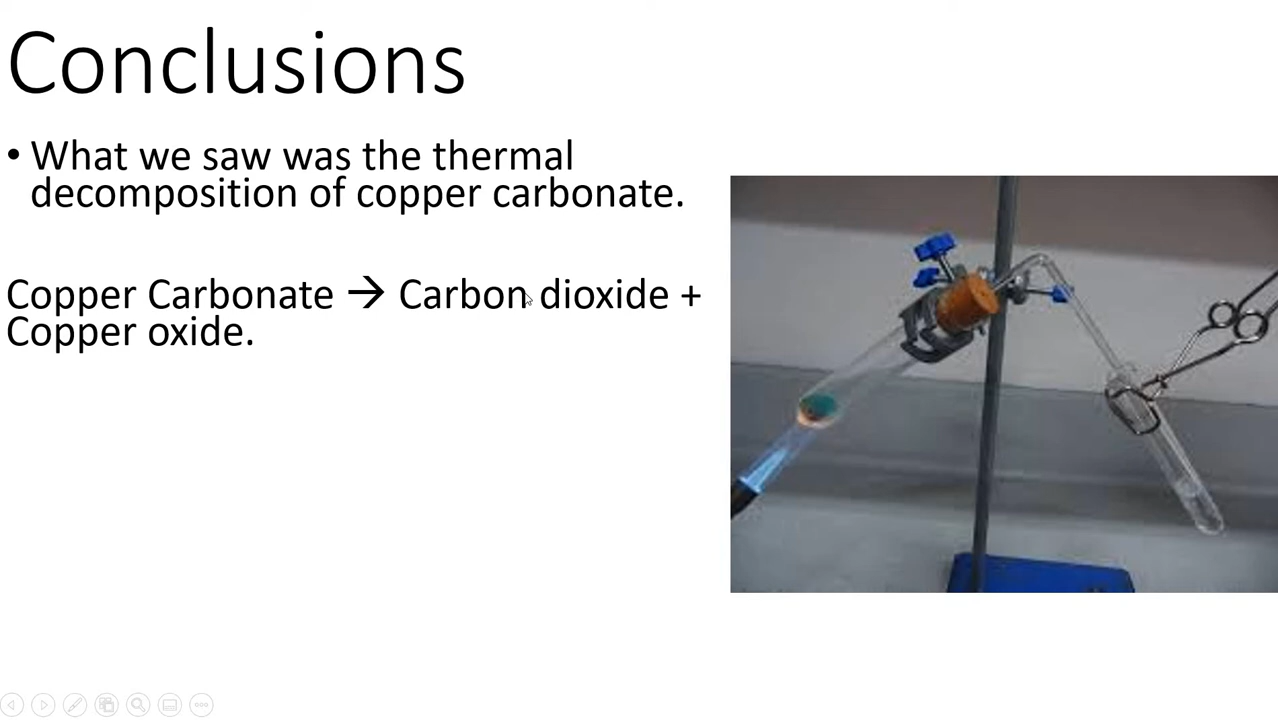 Conclusions
• What we saw was the thermal
decomposition of copper carbonate.
Copper Carbonate → Carbon dioxide +
Copper oxide.